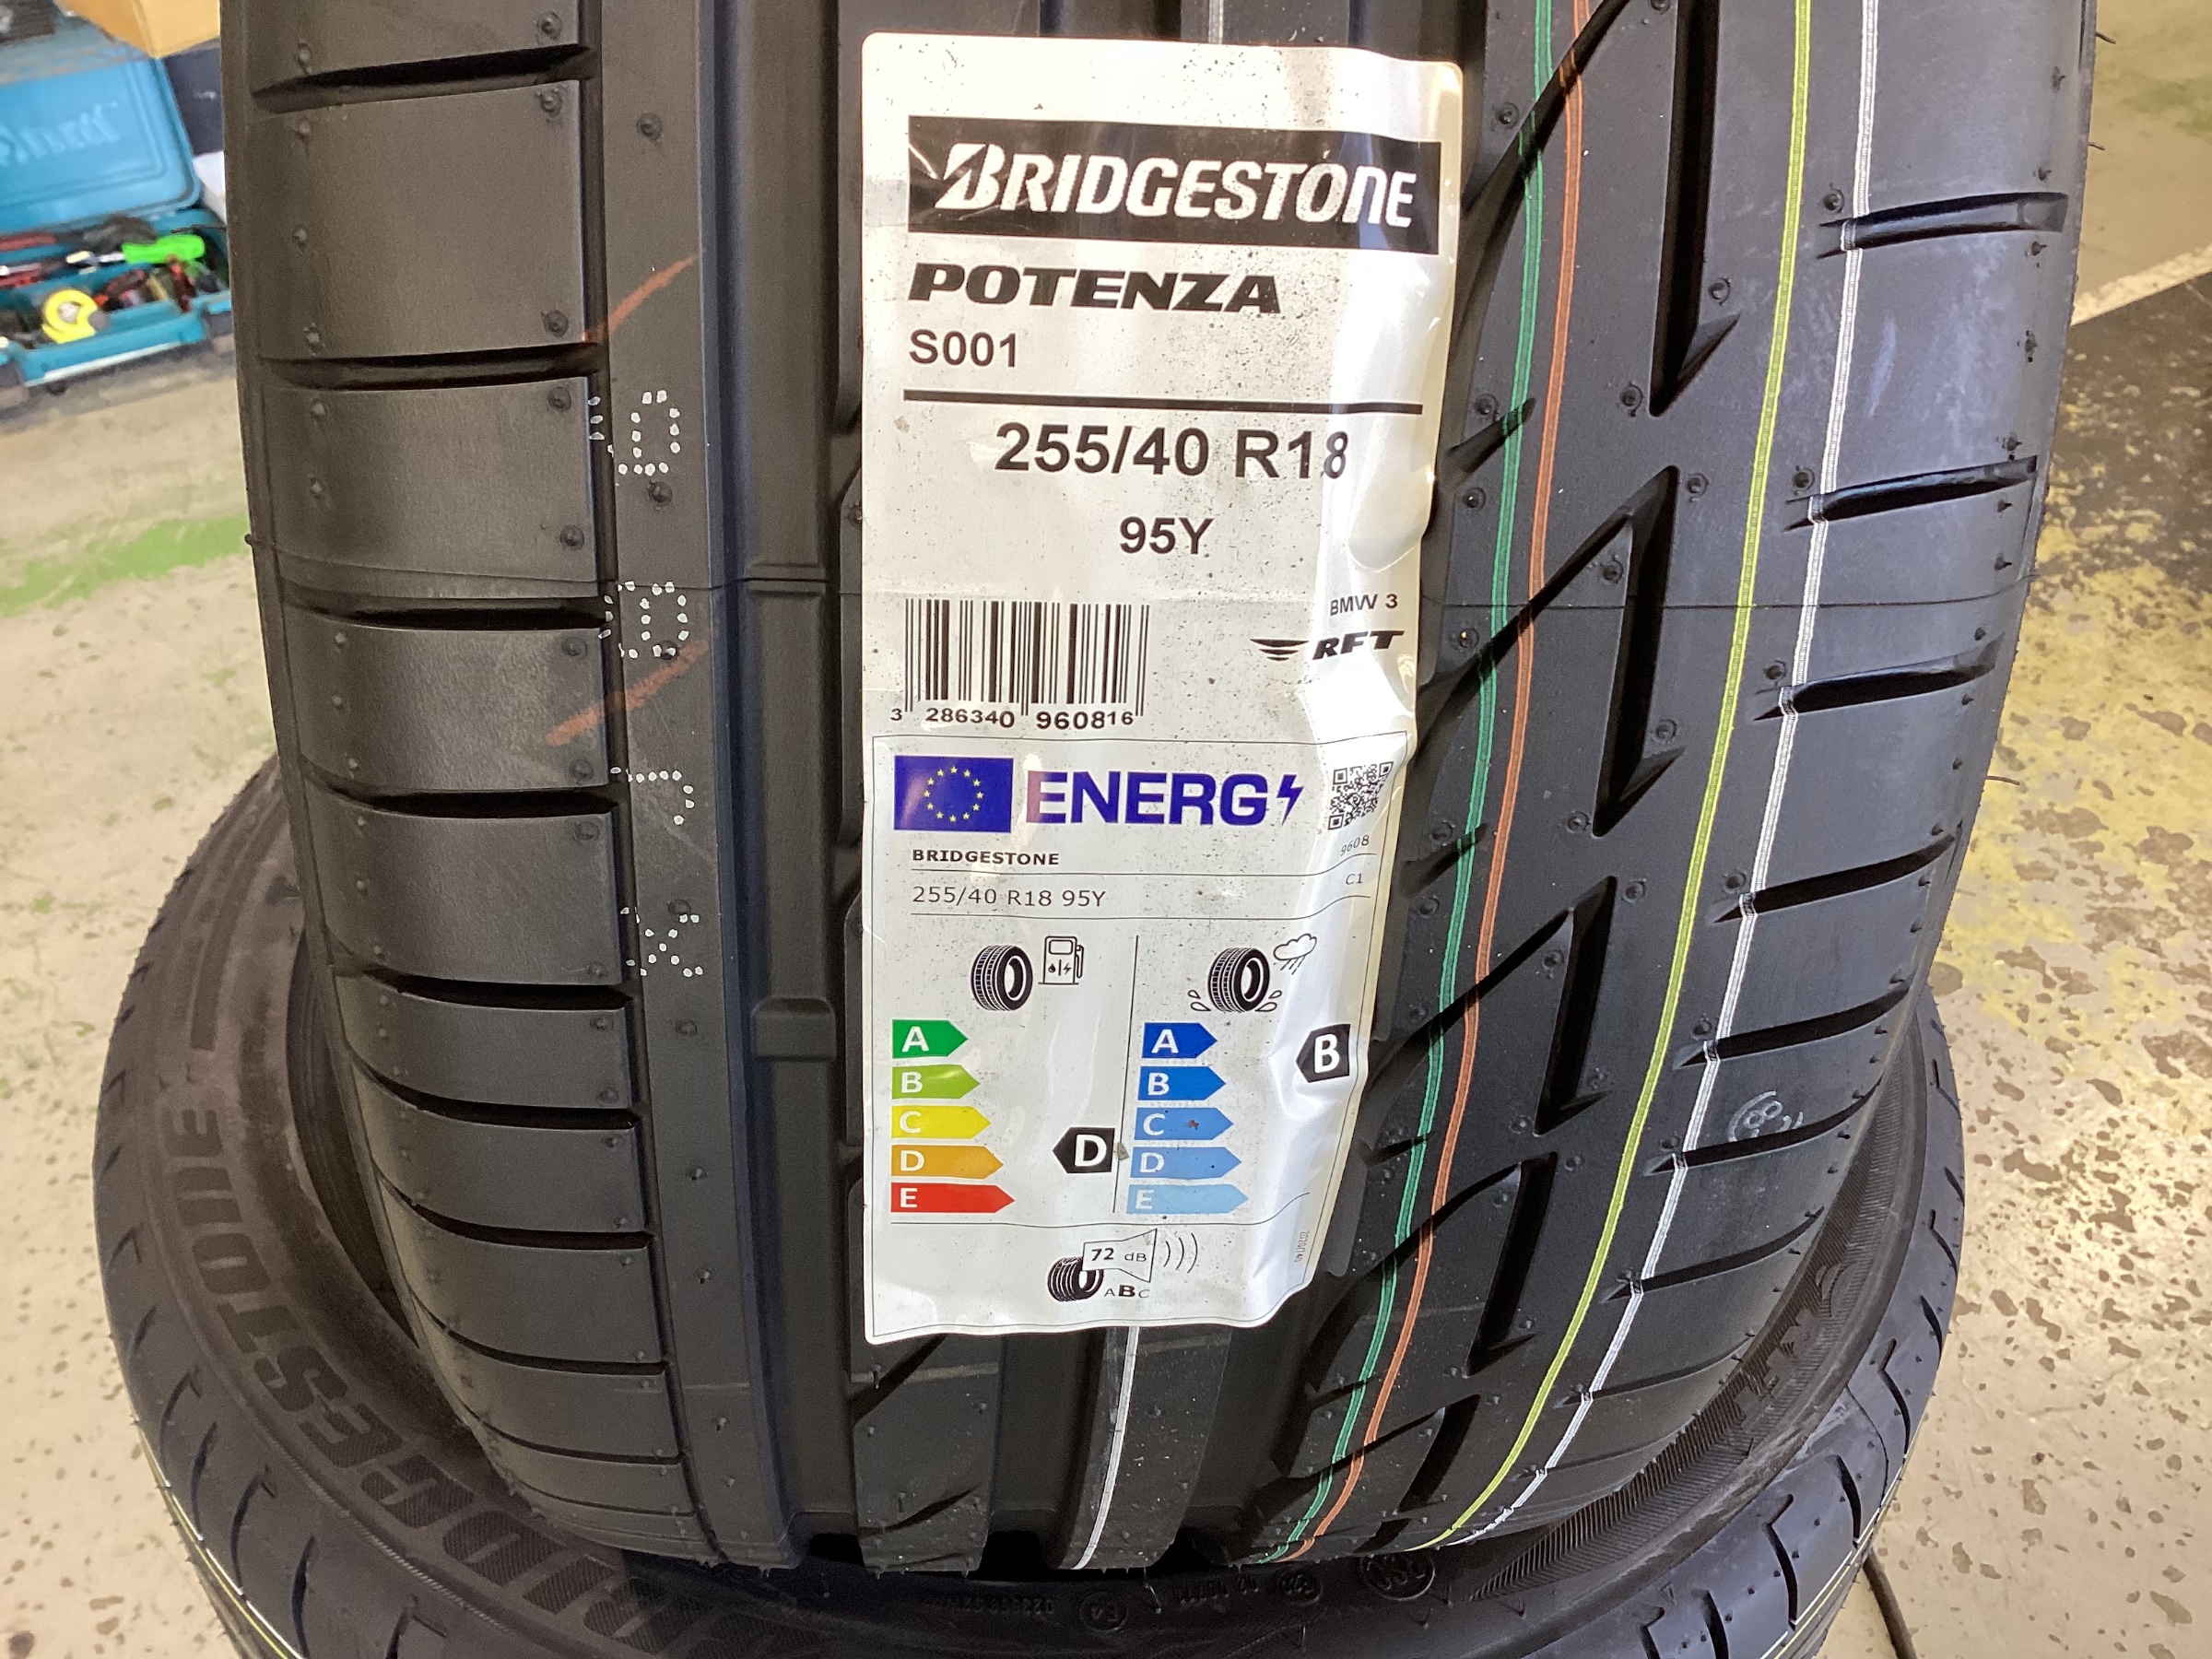 BRIDGESTONE
POTENZA
S001
255/40 R18
95Y
BMW 3
RFT
3 286340 960816
ENERG
9608
BRIDGESTONE
C1
255/40 R18 95Y
A
B
C
D
E
D
A
B
C
D
E
B
72 dB
ABC